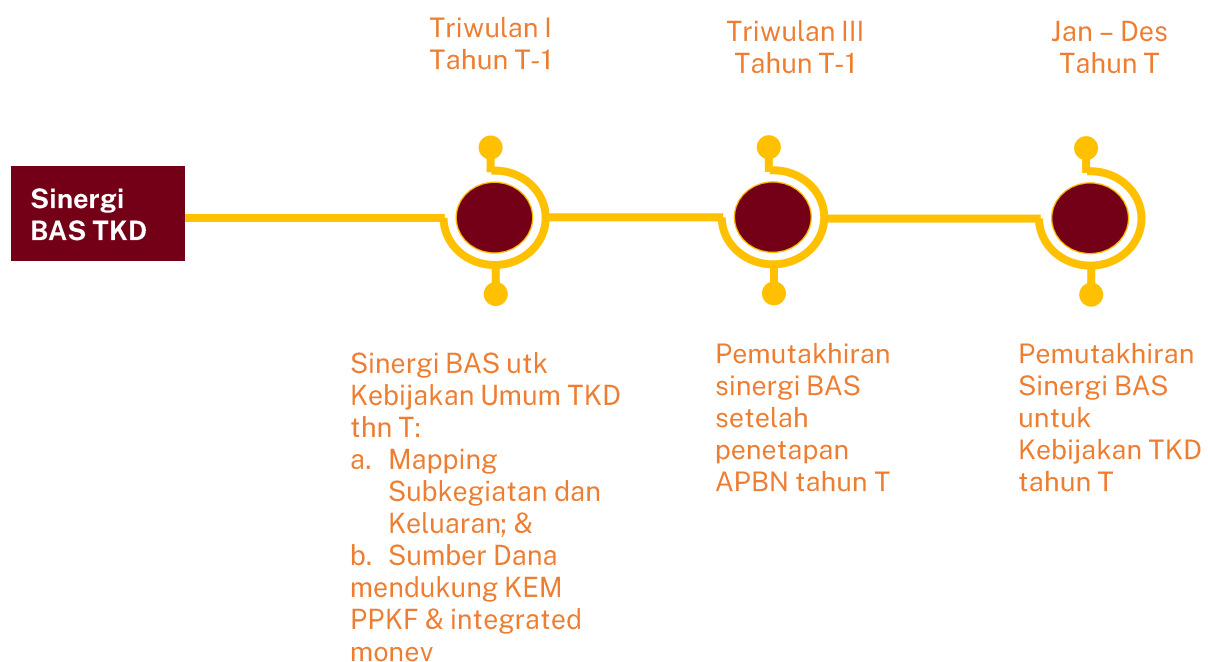 Triwulan I
Tahun T-1
Triwulan III
Tahun T-1
Jan – Des
Tahun T
Sinergi
BAS TKD
Sinergi BAS utk
Kebijakan Umum TKD
thn T:
a. Mapping
Subkegiatan dan
Keluaran; &
b. Sumber Dana
mendukung KEM
PPKF & integrated
monev
Pemutakhiran
sinergi BAS
setelah
penetapan
APBN tahun T
Pemutakhiran
Sinergi BAS
untuk
Kebijakan TKD
tahun T